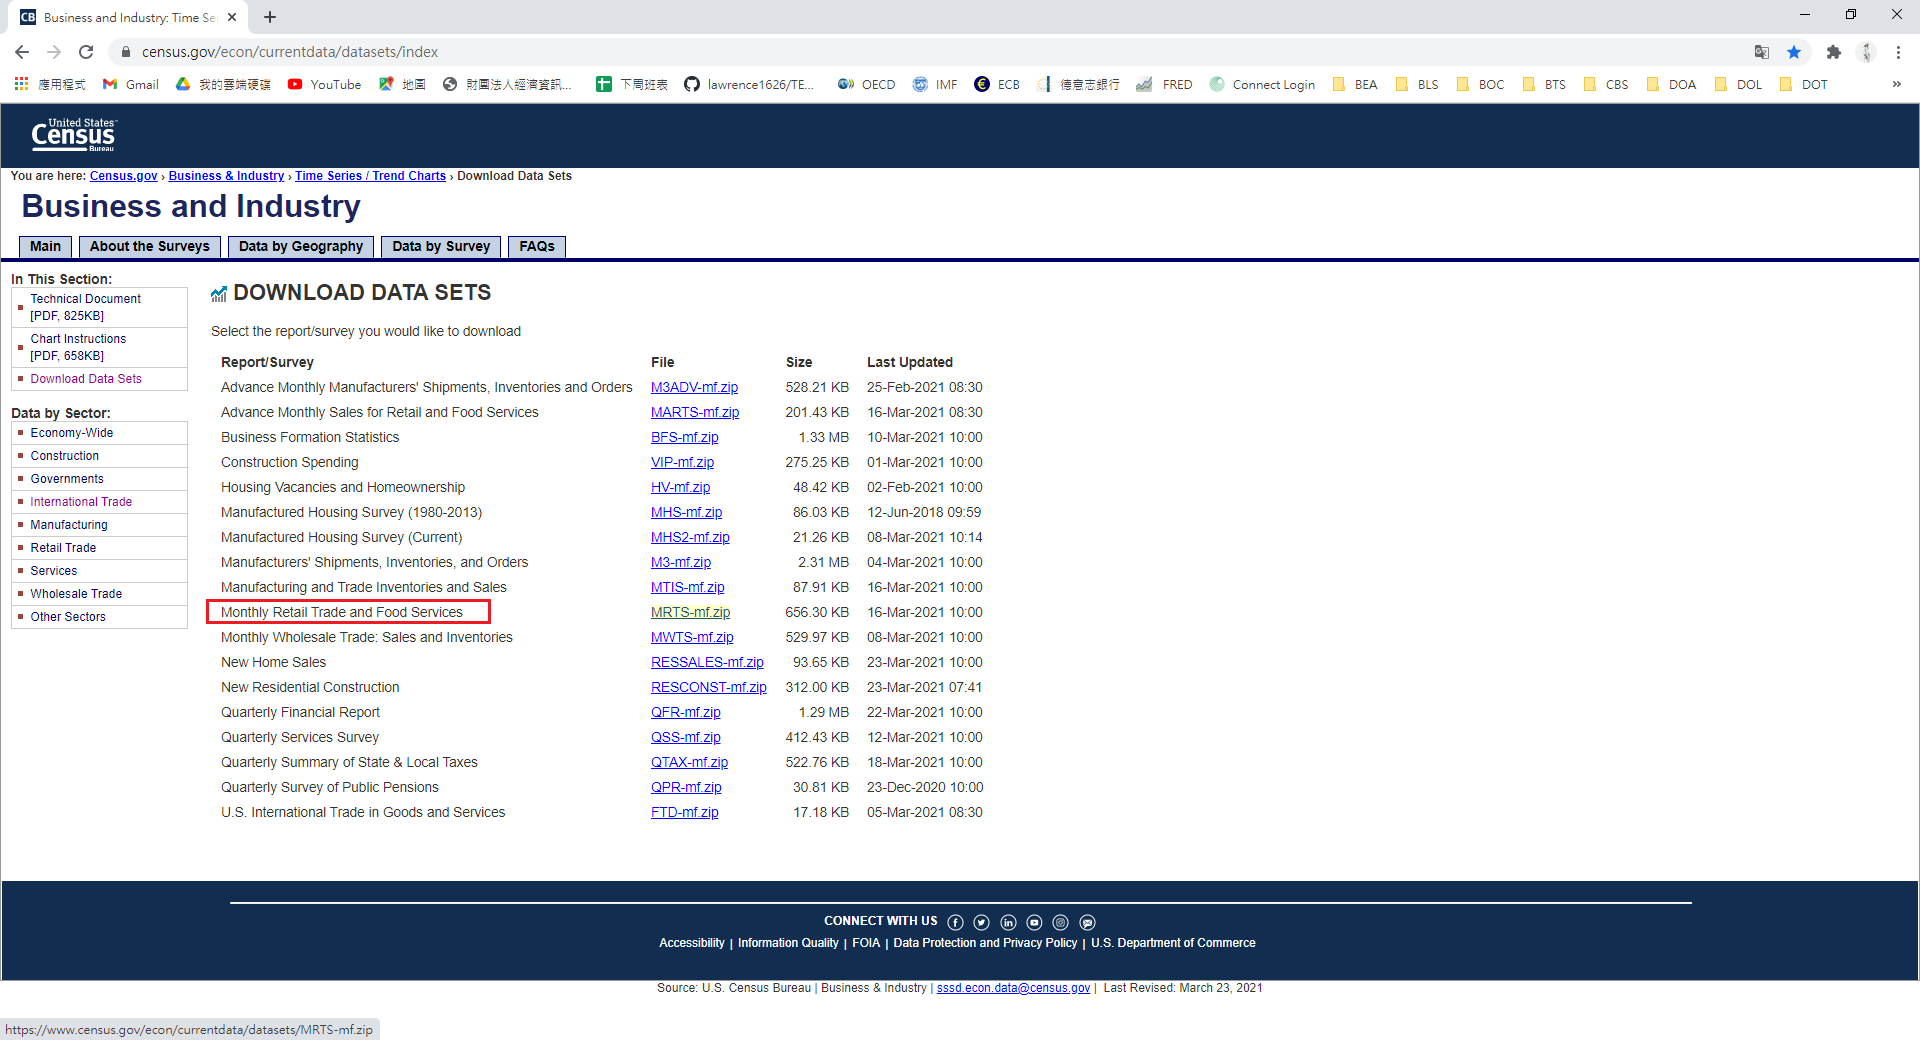 CB Business and Industry: Time Se
census.gov/econ/currentdata/datasets/index
應用程式 Gmail 我的雲端硬碟 YouTube 地圖 財團法人經濟資訊... 下周班表 lawrence1626/TE... OECD IMF ECB 德意志銀行 FRED Connect Login BEA BLS BOC BTS CBS DOA DOL DOT »
United States™
Census
Bureau
You are here: Census.gov › Business & Industry › Time Series / Trend Charts › Download Data Sets
Business and Industry
Main About the Surveys Data by Geography Data by Survey FAQs
In This Section:
Technical Document
[PDF, 825KB]
Chart Instructions
[PDF, 658KB]
Download Data Sets
Data by Sector:
Economy-Wide
Construction
Governments
International Trade
Manufacturing
Retail Trade
Services
Wholesale Trade
Other Sectors
DOWNLOAD DATA SETS
Select the report/survey you would like to download
Report/Survey File Size Last Updated
Advance Monthly Manufacturers' Shipments, Inventories and Orders M3ADV-mf.zip 528.21 KB 25-Feb-2021 08:30
Advance Monthly Sales for Retail and Food Services MARTS-mf.zip 201.43 KB 16-Mar-2021 08:30
Business Formation Statistics BFS-mf.zip 1.33 MB 10-Mar-2021 10:00
Construction Spending VIP-mf.zip 275.25 KB 01-Mar-2021 10:00
Housing Vacancies and Homeownership HV-mf.zip 48.42 KB 02-Feb-2021 10:00
Manufactured Housing Survey (1980-2013) MHS-mf.zip 86.03 KB 12-Jun-2018 09:59
Manufactured Housing Survey (Current) MHS2-mf.zip 21.26 KB 08-Mar-2021 10:14
Manufacturers' Shipments, Inventories, and Orders M3-mf.zip 2.31 MB 04-Mar-2021 10:00
Manufacturing and Trade Inventories and Sales MTIS-mf.zip 87.91 KB 16-Mar-2021 10:00
Monthly Retail Trade and Food Services MRTS-mf.zip 656.30 KB 16-Mar-2021 10:00
Monthly Wholesale Trade: Sales and Inventories MWTS-mf.zip 529.97 KB 08-Mar-2021 10:00
New Home Sales RESSALES-mf.zip 93.65 KB 23-Mar-2021 10:00
New Residential Construction RESCONST-mf.zip 312.00 KB 23-Mar-2021 07:41
Quarterly Financial Report QFR-mf.zip 1.29 MB 22-Mar-2021 10:00
Quarterly Services Survey QSS-mf.zip 412.43 KB 12-Mar-2021 10:00
Quarterly Summary of State & Local Taxes QTAX-mf.zip 522.76 KB 18-Mar-2021 10:00
Quarterly Survey of Public Pensions QPR-mf.zip 30.81 KB 23-Dec-2020 10:00
U.S. International Trade in Goods and Services FTD-mf.zip 17.18 KB 05-Mar-2021 08:30
CONNECT WITH US
Accessibility | Information Quality | FOIA | Data Protection and Privacy Policy | U.S. Department of Commerce
Source: U.S. Census Bureau | Business & Industry | sssd.econ.data@census.gov | Last Revised: March 23, 2021
https://www.census.gov/econ/currentdata/datasets/MRTS-mf.zip